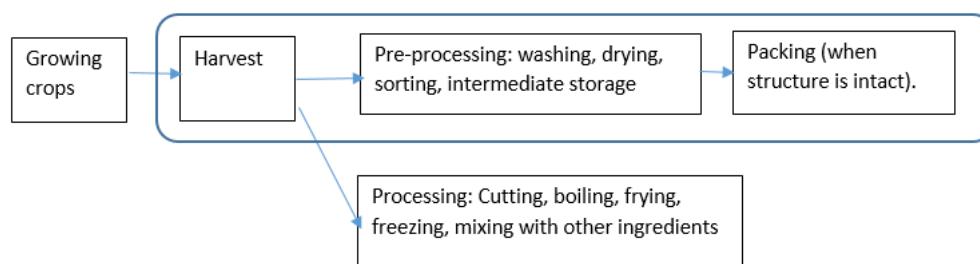 Growing
crops
Harvest
Pre-processing: washing, drying,
sorting, intermediate storage
Packing (when
structure is intact).
Processing: Cutting, boiling, frying,
freezing, mixing with other ingredients